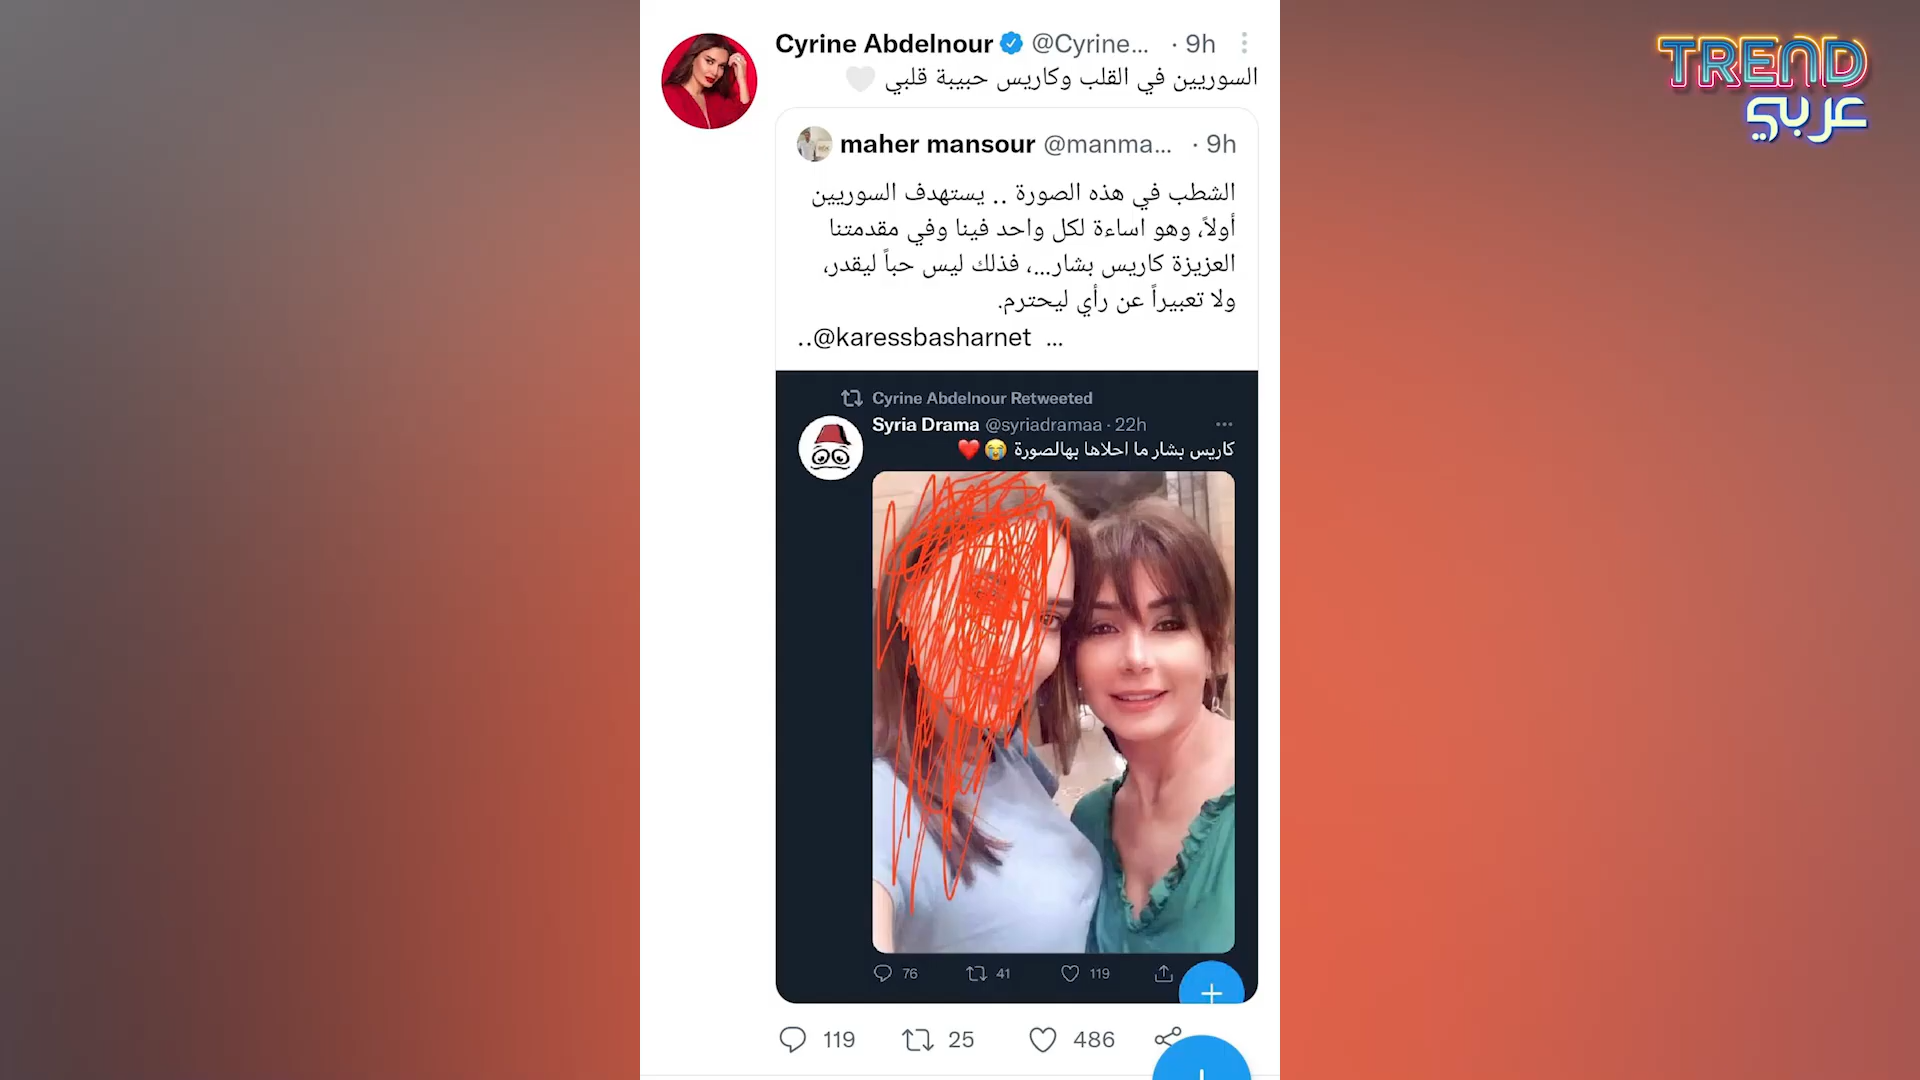 Cyrine Abdelnour @Cyrine... · 9h
السوريين في القلب وكاريس حبيبة قلبي 🤍
maher mansour @manma... · 9h
الشطب في هذه الصورة .. يستهدف السوريين
أولاً، وهو اساءة لكل واحد فينا وفي مقدمتنا
العزيزة كاريس بشار...، فذلك ليس حباً ليقدر،
ولا تعبيراً عن رأي ليحترم.
..@karessbasharnet ...
Cyrine Abdelnour Retweeted
Syria Drama @syriadramaa · 22h
كاريس بشار ما احلاها بهالصورة 😭❤️
76 41 119
119 25 486
TREND
عربي